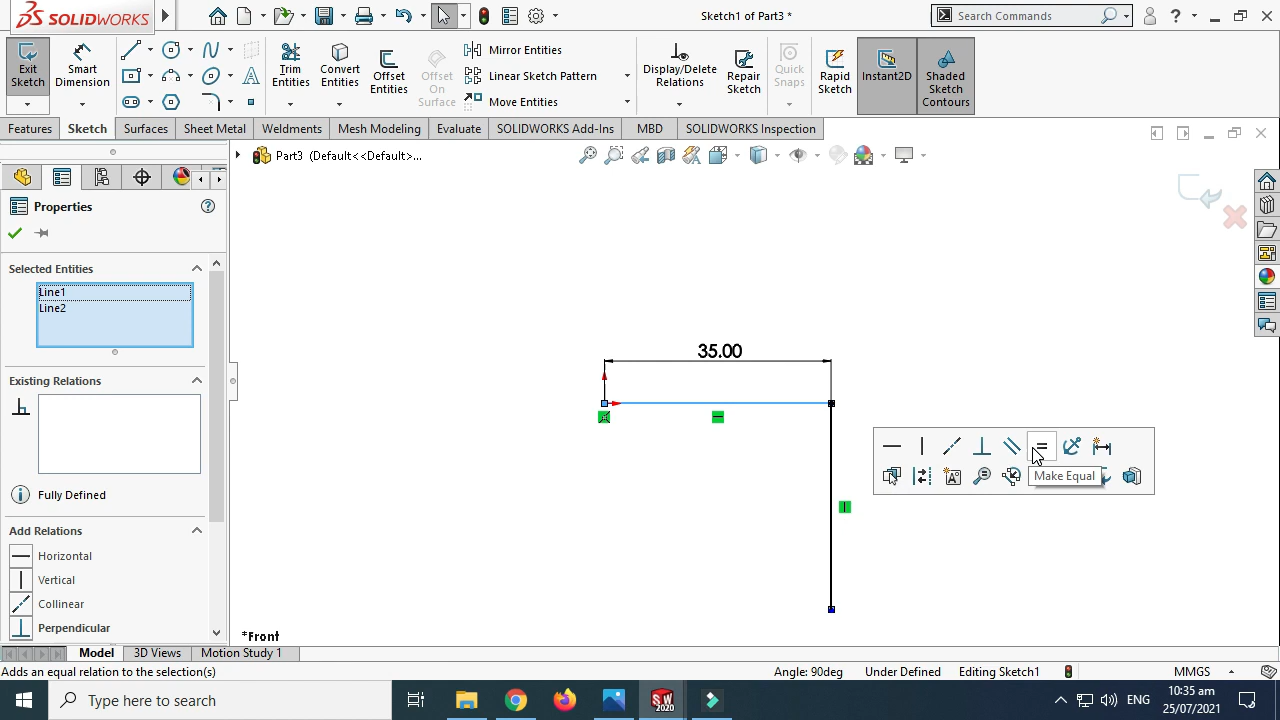 SOLIDWORKS
Sketch1 of Part3 *
Search Commands
Exit Sketch
Smart Dimension
Trim Entities
Convert Entities
Offset Entities
Offset On Surface
Mirror Entities
Linear Sketch Pattern
Move Entities
Display/Delete Relations
Repair Sketch
Quick Snaps
Rapid Sketch
Instant2D
Shaded Sketch Contours
Features
Sketch
Surfaces
Sheet Metal
Weldments
Mesh Modeling
Evaluate
SOLIDWORKS Add-Ins
MBD
SOLIDWORKS Inspection
Part3 (Default<<Default>...
Properties
Selected Entities
Line1
Line2
Existing Relations
Fully Defined
Add Relations
Horizontal
Vertical
Collinear
Perpendicular
35.00
Make Equal
*Front
Model
3D Views
Motion Study 1
Adds an equal relation to the selection(s)
Angle: 90deg
Under Defined
Editing Sketch1
MMGS
Type here to search
SW
2020
ENG
10:35 am
25/07/2021